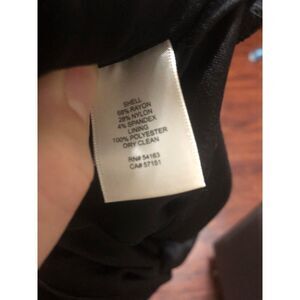 SHELL
68% RAYON
28% NYLON
4% SPANDEX
LINING
100% POLYESTER
DRY CLEAN
RN# 54163
CA# 57151